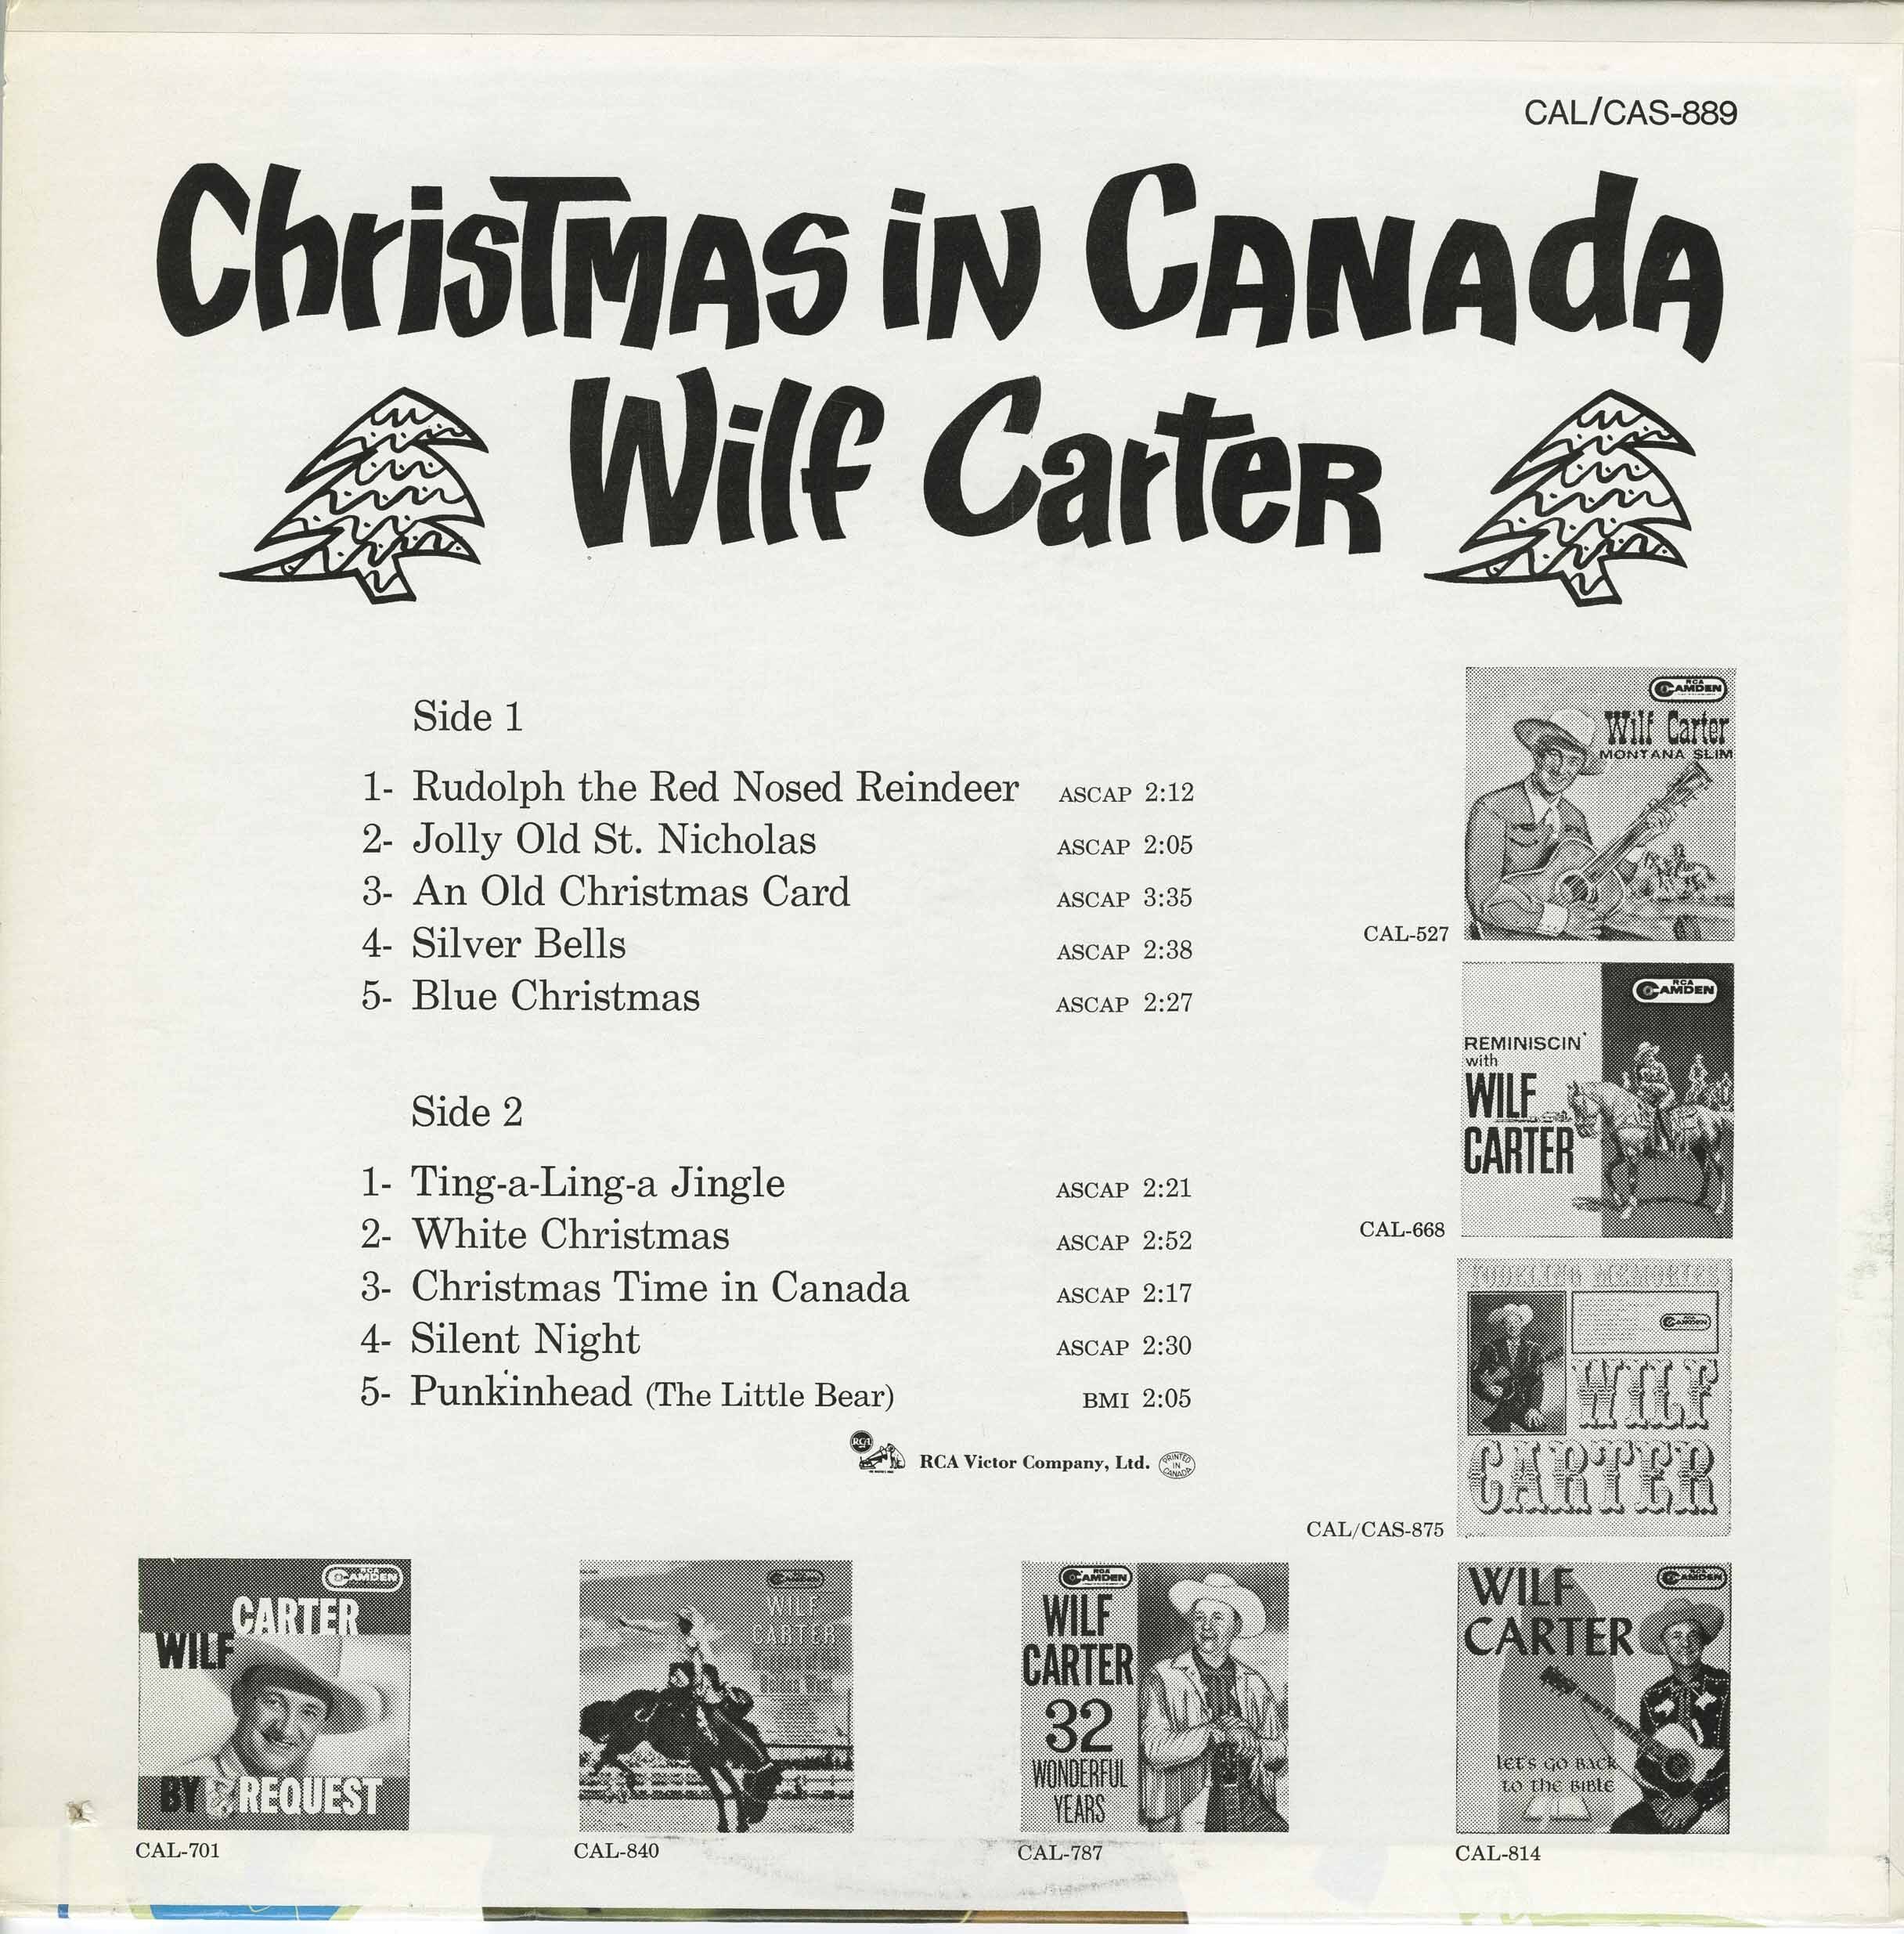 CAL/CAS-889
Christmas in Canada
Wilf Carter
Side 1
1- Rudolph the Red Nosed Reindeer ASCAP 2:12
2- Jolly Old St. Nicholas ASCAP 2:05
3- An Old Christmas Card ASCAP 3:35
4- Silver Bells ASCAP 2:38
5- Blue Christmas ASCAP 2:27
Side 2
1- Ting-a-Ling-a Jingle ASCAP 2:21
2- White Christmas ASCAP 2:52
3- Christmas Time in Canada ASCAP 2:17
4- Silent Night ASCAP 2:30
5- Punkinhead (The Little Bear) BMI 2:05
RCA
RCA Victor Company, Ltd.
PRINTED
IN
CANADA
RCA
CAMDEN
Wilf Carter
MONTANA SLIM
CAL-527
RCA
CAMDEN
REMINISCIN'
with
WILF
CARTER
CAL-668
YODELING MEMORIES
RCA
CAMDEN
WILF
CARTER
CAL/CAS-875
RCA
CAMDEN
CARTER
WILF
BY REQUEST
CAL-701
CAMDEN
WILF
CARTER
Golden West
CAL-840
RCA
CAMDEN
WILF
CARTER
32
WONDERFUL
YEARS
CAL-787
WILF
RCA
CAMDEN
CARTER
LET'S GO BACK
TO THE BIBLE
CAL-814